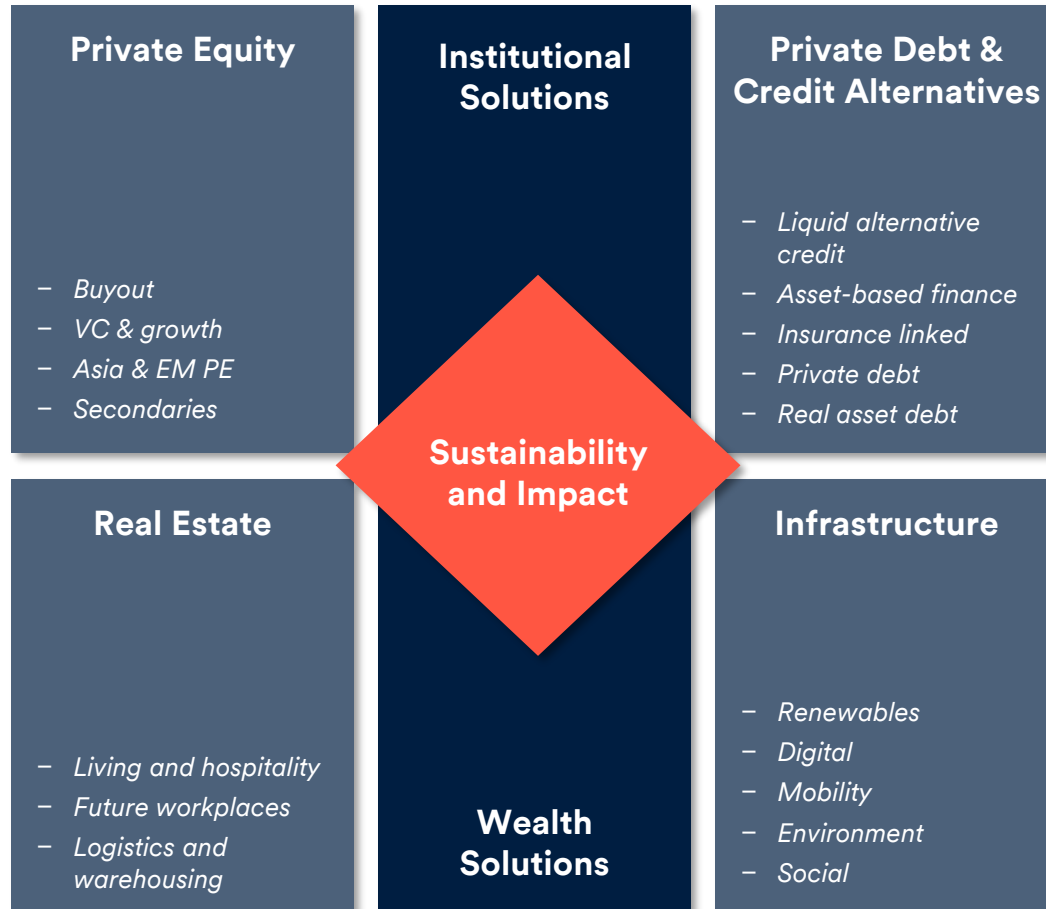 Private Equity
– Buyout
– VC & growth
– Asia & EM PE
– Secondaries
Institutional
Solutions
Private Debt &
Credit Alternatives
– Liquid alternative
credit
– Asset-based finance
– Insurance linked
– Private debt
– Real asset debt
Sustainability
and Impact
Real Estate
– Living and hospitality
– Future workplaces
– Logistics and
warehousing
Wealth
Solutions
Infrastructure
– Renewables
– Digital
– Mobility
– Environment
– Social